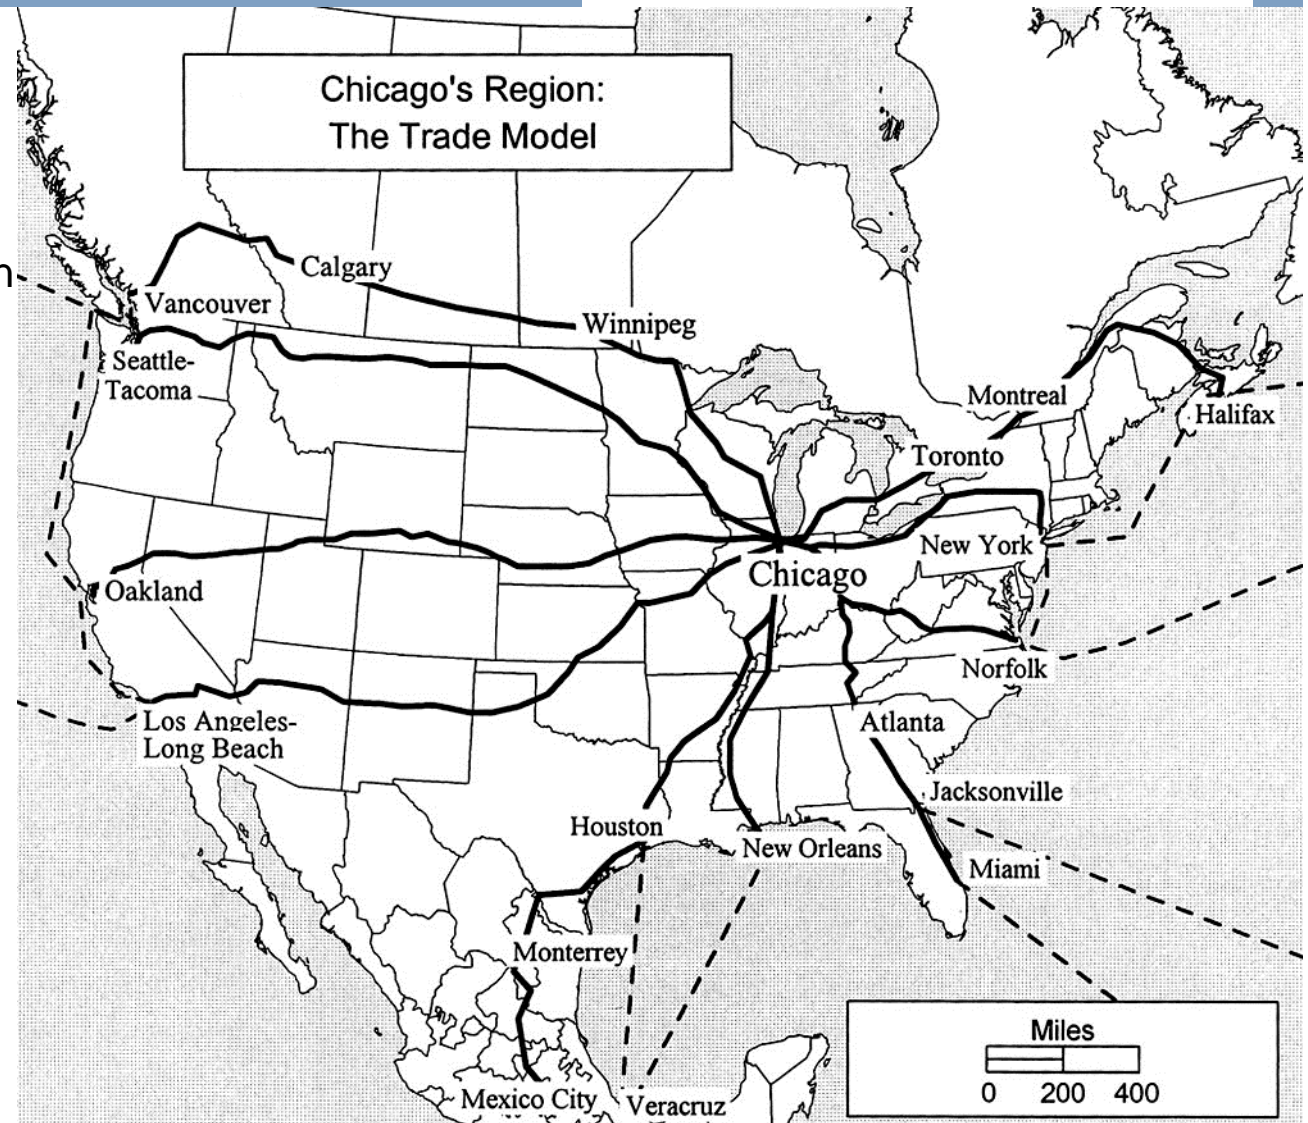 Chicago's Region:
The Trade Model
n
Calgary
Vancouver
Winnipeg
Seattle-
Tacoma
Montreal
Halifax
Toronto
New York
Chicago
Oakland
Norfolk
Los Angeles-
Long Beach
Atlanta
Jacksonville
Houston
New Orleans
Miami
Monterrey
Mexico City
Veracruz
Miles
0 200 400